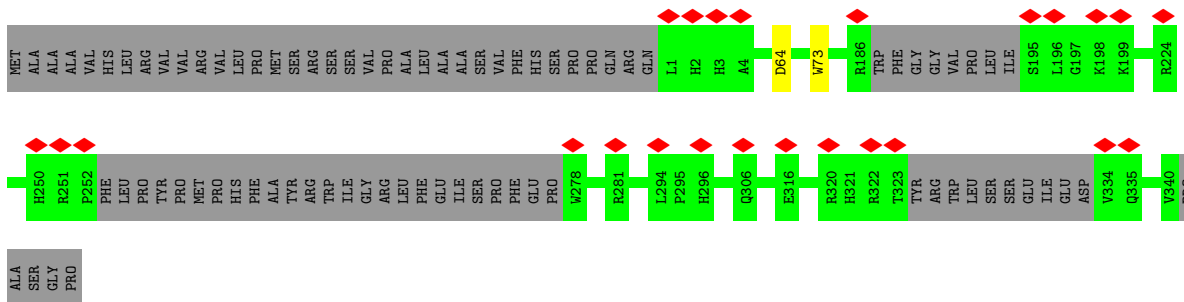 MET ALA ALA ALA VAL HIS LEU ARG VAL VAL ARG VAL LEU PRO MET SER ARG SER SER VAL PRO ALA LEU ALA ALA SER VAL PHE HIS SER PRO PRO GLN ARG GLN L1 H2 H3 A4 D64 W73 R186 TRP PHE GLY GLY VAL PRO LEU ILE S195 L196 G197 K198 K199 R224
H250 R251 P252 PHE LEU PRO TYR PRO MET PRO HIS PHE ALA TYR ARG TRP ILE GLY ARG LEU PHE GLU ILE SER PRO PHE GLU PRO W278 R281 L294 P295 H296 Q306 E316 R320 H321 R322 T323 TYR ARG TRP LEU SER SER GLU ILE GLU ASP V334 Q335 V340
ALA SER GLY PRO